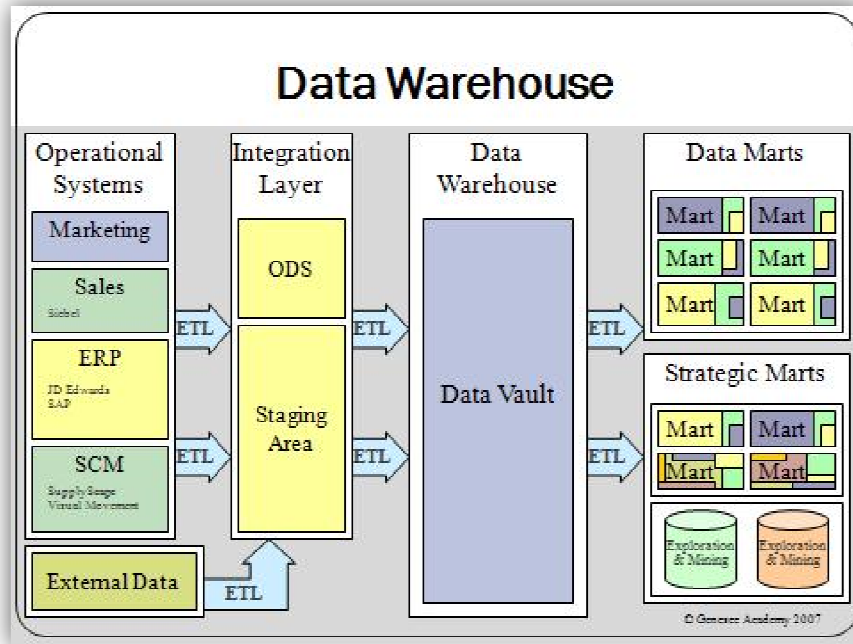 Data Warehouse
Operational
Systems
Marketing
Sales
Siebel
ERP
JD Edwards
SAP
SCM
SupplyScape
Virtual Movement
External Data
ETL
ETL
ETL
Integration
Layer
ODS
Staging
Area
ETL
ETL
Data
Warehouse
Data Vault
ETL
ETL
Data Marts
Mart
Mart
Mart
Mart
Mart
Mart
Strategic Marts
Mart
Mart
Mart
Mart
Exploration
& Mining
Exploration
& Mining
© Genesee Academy 2007